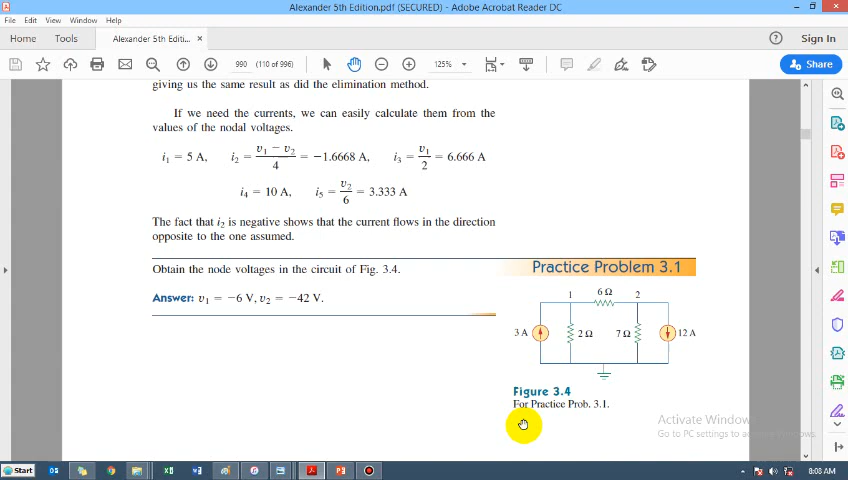 Alexander 5th Edition.pdf (SECURED) - Adobe Acrobat Reader DC
File Edit View Window Help
Home Tools Alexander 5th Editi... × ? Sign In
990 (110 of 996) 125% Share
giving us the same result as did the elimination method.
If we need the currents, we can easily calculate them from the
values of the nodal voltages.
i₁ = 5 A, i₂ = (v₁ − v₂)/4 = −1.6668 A, i₃ = v₁/2 = 6.666 A
i₄ = 10 A, i₅ = v₂/6 = 3.333 A
The fact that i₂ is negative shows that the current flows in the direction
opposite to the one assumed.
Practice Problem 3.1
Obtain the node voltages in the circuit of Fig. 3.4.
Answer: v₁ = −6 V, v₂ = −42 V.
1 6 Ω 2
3 A 2 Ω 7 Ω 12 A
Figure 3.4
For Practice Prob. 3.1.
Activate Window
Go to PC settings to activate Windows.
Start 8:08 AM